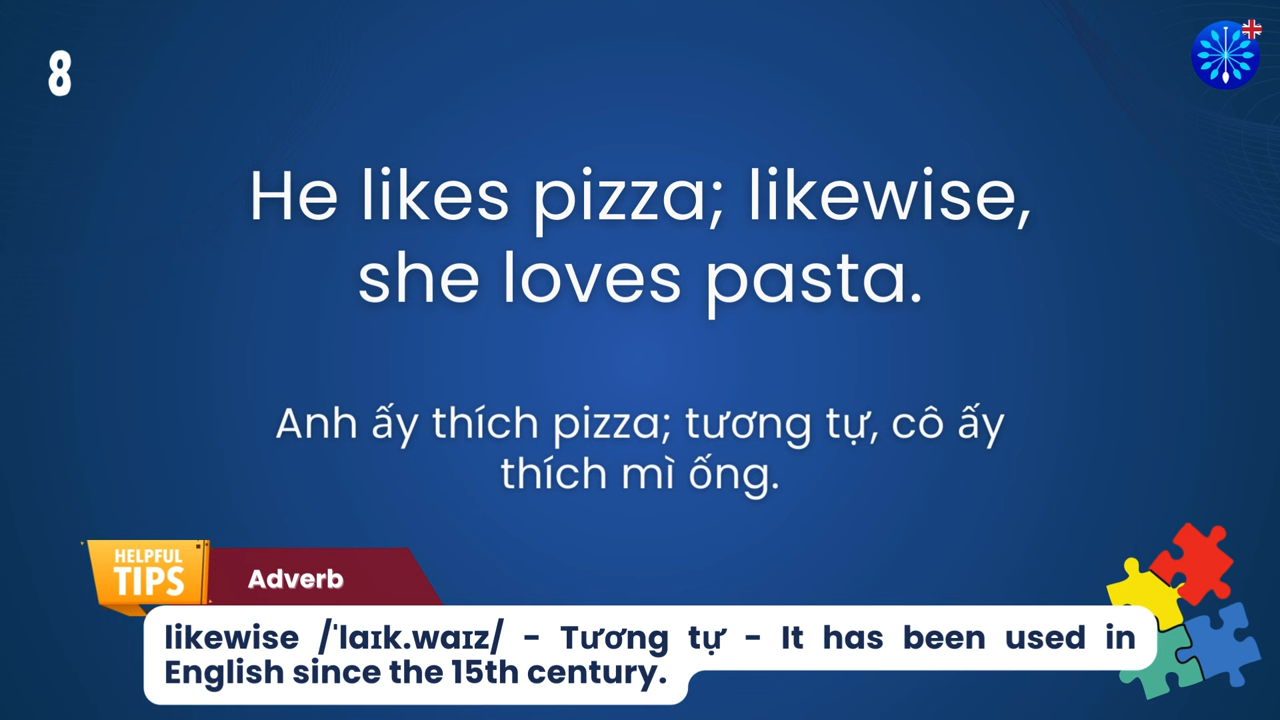 8
He likes pizza; likewise,
she loves pasta.
Anh ấy thích pizza; tương tự, cô ấy
thích mì ống.
HELPFUL
TIPS
Adverb
likewise /ˈlaɪk.waɪz/ - Tương tự - It has been used in
English since the 15th century.